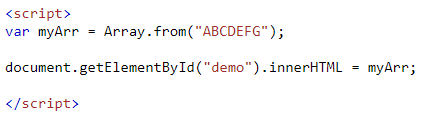 <script>
var myArr = Array.from("ABCDEFG");
document.getElementById("demo").innerHTML = myArr;
</script>